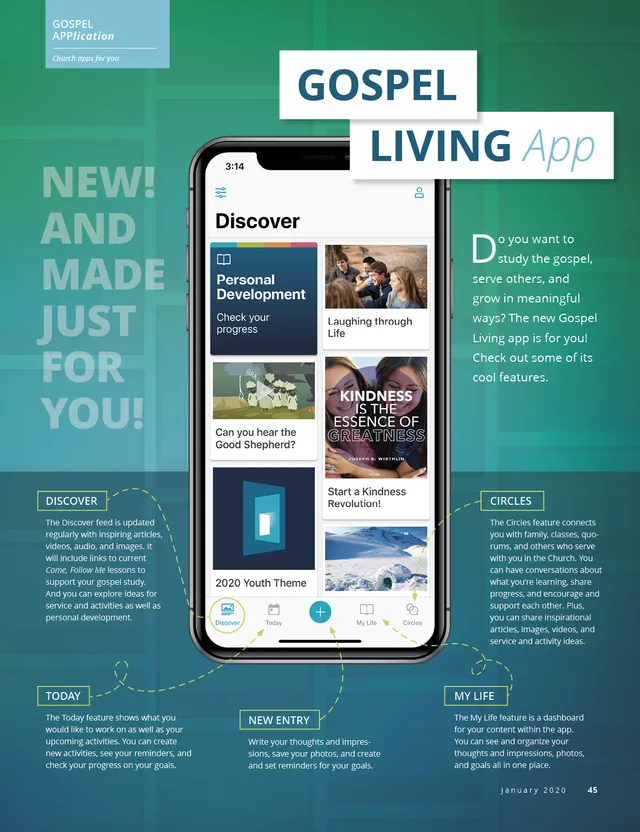 GOSPEL
APPlication
Church apps for you
GOSPEL
LIVING App
NEW!
AND
MADE
JUST
FOR
YOU!
3:14
Discover
Personal
Development
Check your
progress
Laughing through
Life
BAA
Can you hear the
Good Shepherd?
KINDNESS
IS THE
ESSENCE OF
GREATNESS
JOSEPH B. WIRTHLIN
Start a Kindness
Revolution!
2020 Youth Theme
Discover
Today
My Life
Circles
Do you want to
study the gospel,
serve others, and
grow in meaningful
ways? The new Gospel
Living app is for you!
Check out some of its
cool features.
DISCOVER
The Discover feed is updated
regularly with inspiring articles,
videos, audio, and images. It
will include links to current
Come, Follow Me lessons to
support your gospel study.
And you can explore ideas for
service and activities as well as
personal development.
CIRCLES
The Circles feature connects
you with family, classes, quo-
rums, and others who serve
with you in the Church. You
can have conversations about
what you're learning, share
progress, and encourage and
support each other. Plus,
you can share inspirational
articles, images, videos, and
service and activity ideas.
TODAY
The Today feature shows what you
would like to work on as well as your
upcoming activities. You can create
new activities, see your reminders, and
check your progress on your goals.
NEW ENTRY
Write your thoughts and impres-
sions, save your photos, and create
and set reminders for your goals.
MY LIFE
The My Life feature is a dashboard
for your content within the app.
You can see and organize your
thoughts and impressions, photos,
and goals all in one place.
January 2020 45